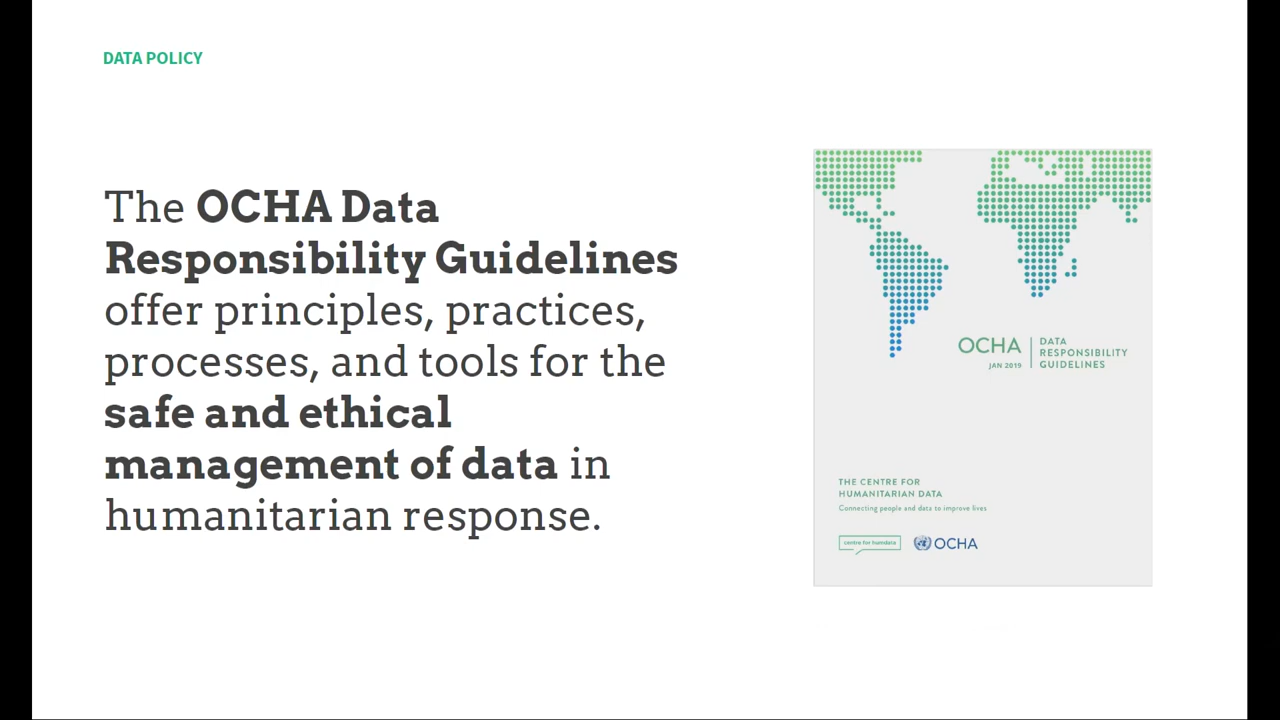 DATA POLICY
The OCHA Data
Responsibility Guidelines
offer principles, practices,
processes, and tools for the
safe and ethical
management of data in
humanitarian response.
OCHA
JAN 2019
DATA
RESPONSIBILITY
GUIDELINES
THE CENTRE FOR
HUMANITARIAN DATA
Connecting people and data to improve lives
centre for humdata
OCHA